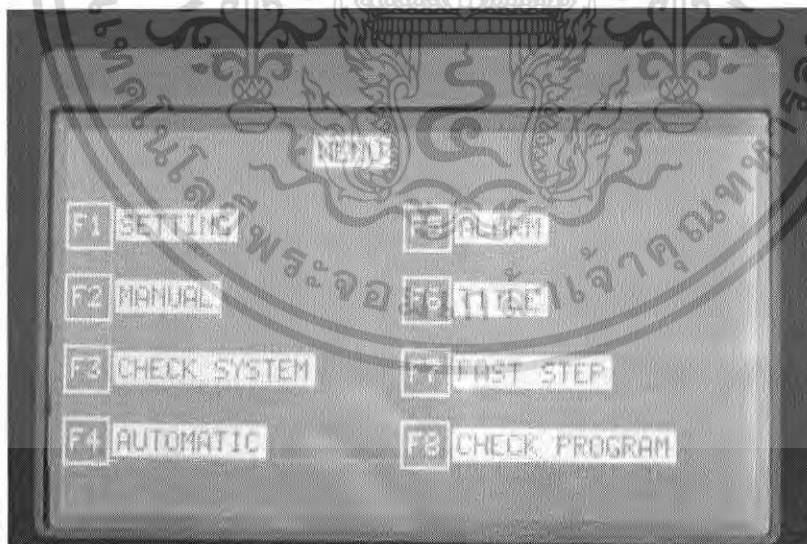 MENU
F1 SETTING
F2 MANUAL
F3 CHECK SYSTEM
F4 AUTOMATIC
F5 ALARM
F6 TITLE
F7 FAST STEP
F8 CHECK PROGRAM